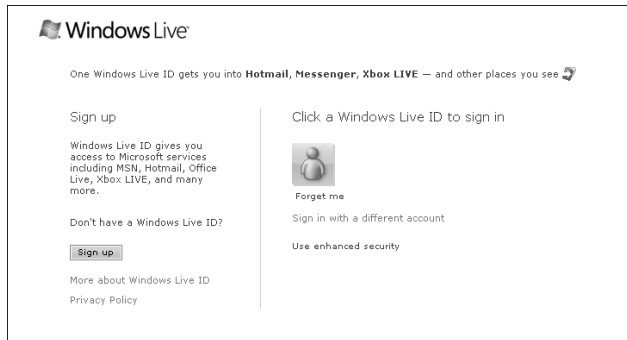 Windows Live
One Windows Live ID gets you into Hotmail, Messenger, Xbox LIVE — and other places you see
Sign up
Windows Live ID gives you
access to Microsoft services
including MSN, Hotmail, Office
Live, Xbox LIVE, and many
more.
Don't have a Windows Live ID?
Sign up
More about Windows Live ID
Privacy Policy
Click a Windows Live ID to sign in
Forget me
Sign in with a different account
Use enhanced security